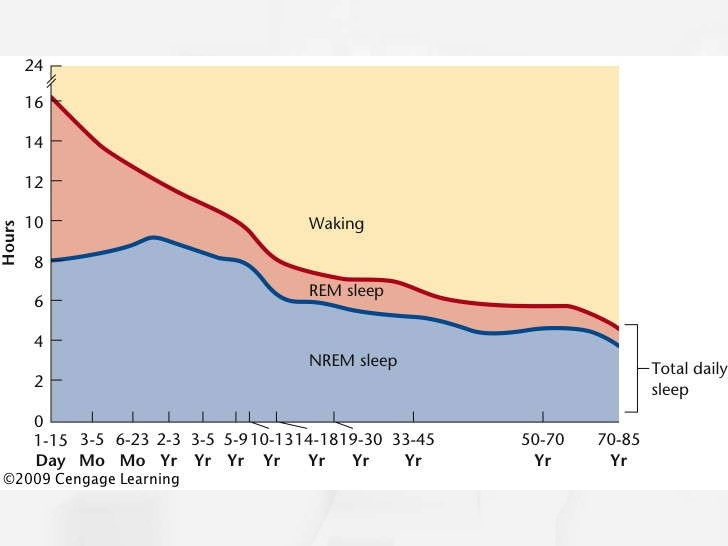 Hours
24
16
14
12
10
8
6
4
2
0
Waking
REM sleep
NREM sleep
Total daily
sleep
1-15 3-5 6-23 2-3 3-5 5-9 10-13 14-18 19-30 33-45 50-70 70-85
Day Mo Mo Yr Yr Yr Yr Yr Yr Yr Yr Yr
©2009 Cengage Learning